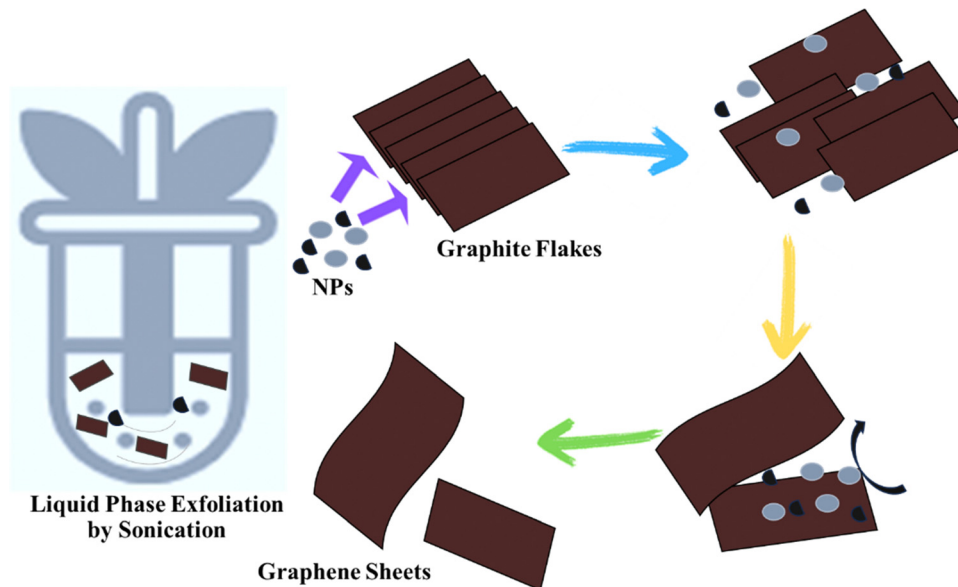 Graphite Flakes
NPs
Liquid Phase Exfoliation
by Sonication
Graphene Sheets